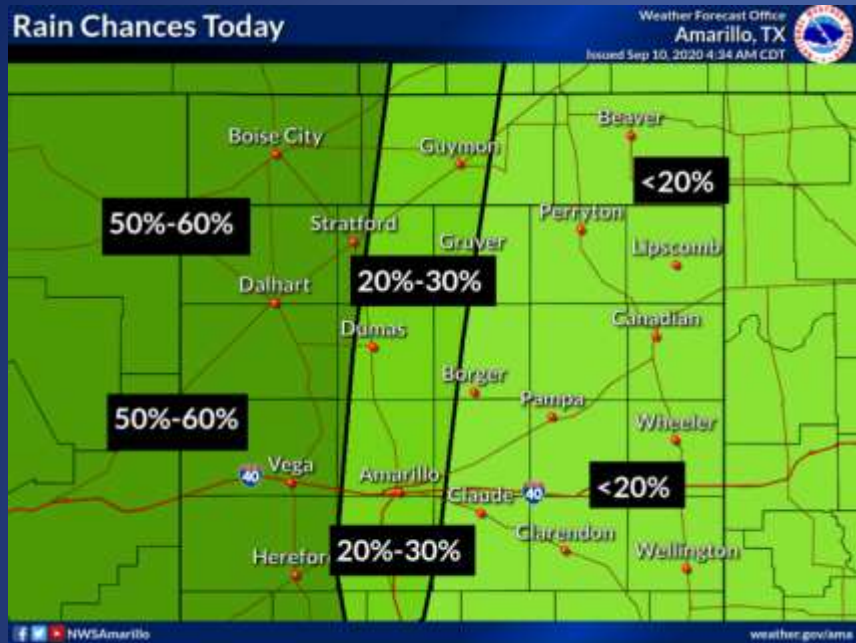 Rain Chances Today
Weather Forecast Office
Amarillo, TX
Issued Sep 10, 2020 4:34 AM CDT
Beaver
Boise City
Guymon
<20%
50%-60%
Stratford
Perryton
Gruver
Lipscomb
Dalhart
20%-30%
Dumas
Canadian
Borger
Pampa
50%-60%
Wheeler
40
Vega
Amarillo
<20%
Claude
40
Clarendon
Herefor
20%-30%
Wellington
NWSAmarillo
weather.gov/ama